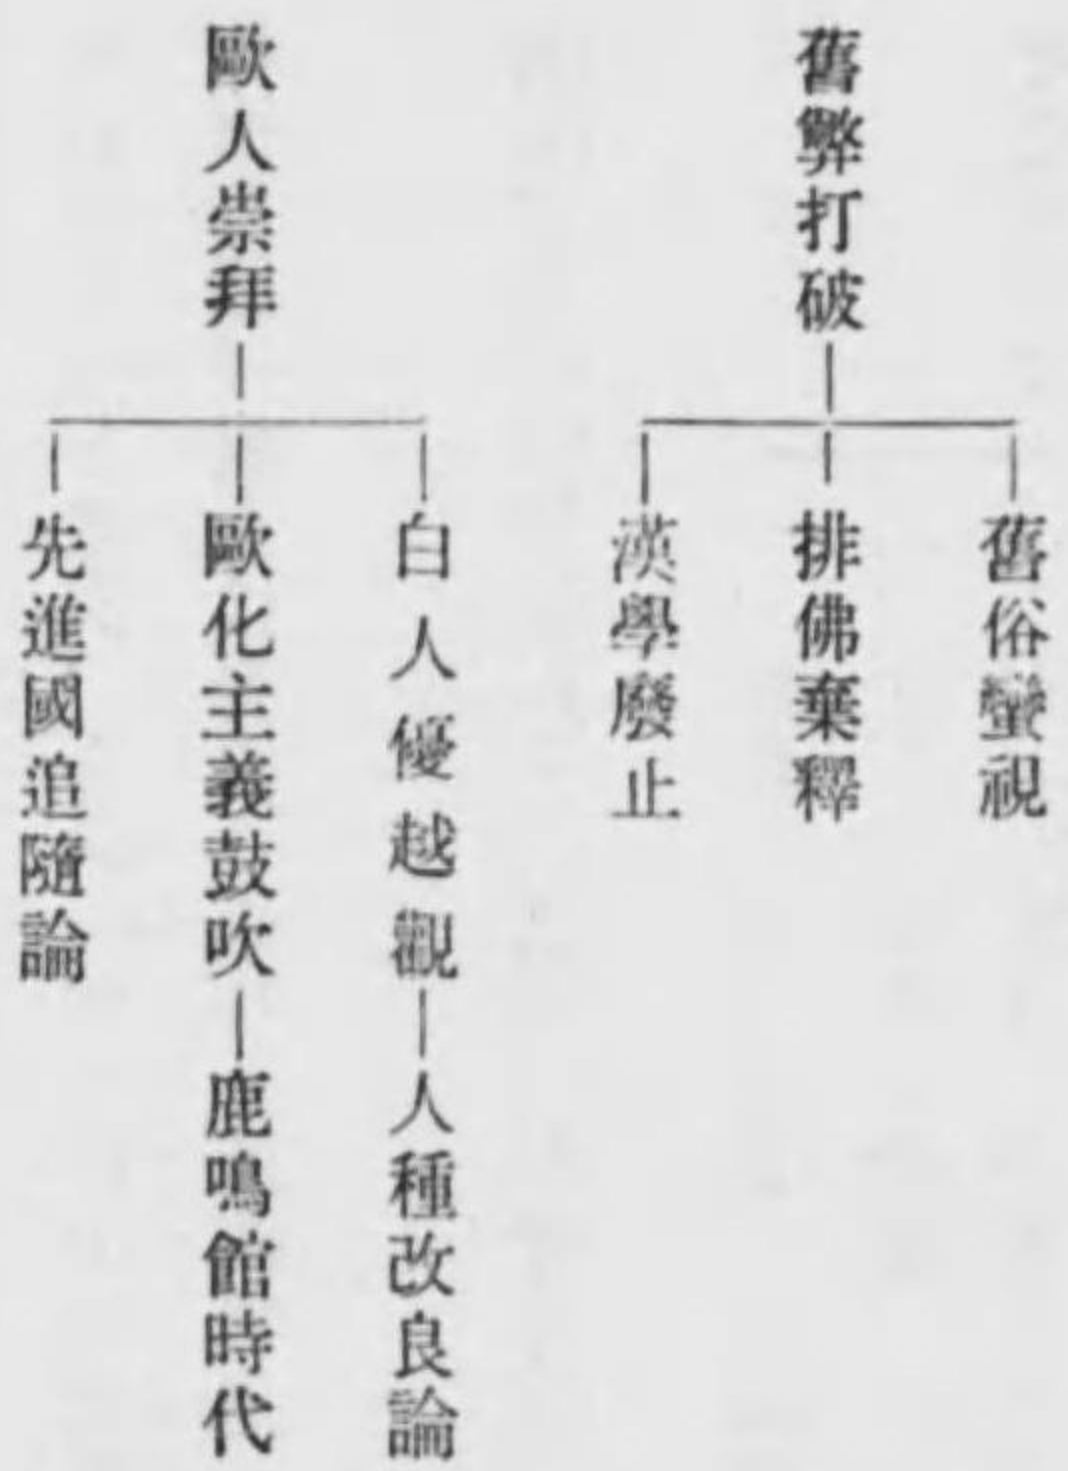 舊弊打破
舊俗蠻視
排佛棄釋
漢學廢止
歐人崇拜
白人優越觀
人種改良論
歐化主義鼓吹
鹿鳴館時代
先進國追隨論